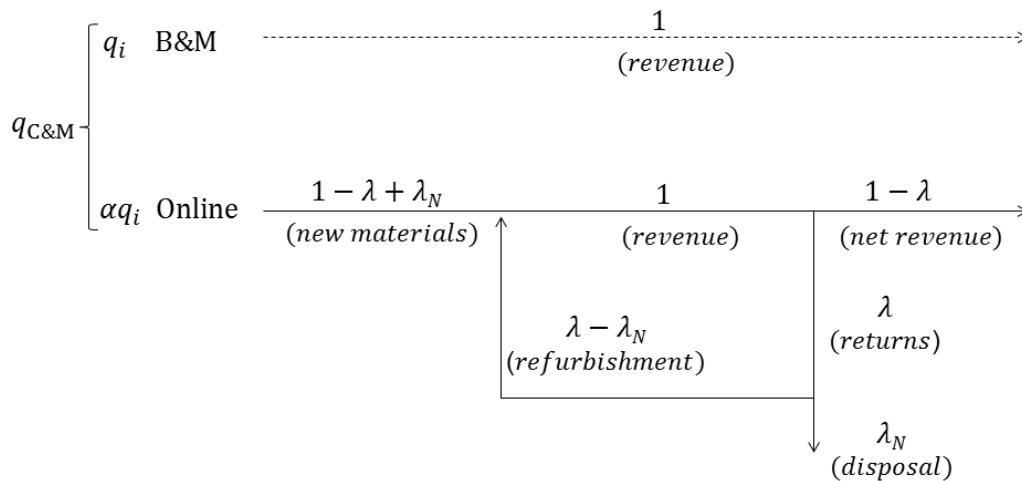 q_i B&M
1
(revenue)
q_C&M
αq_i Online
1 − λ + λ_N
(new materials)
1
(revenue)
1 − λ
(net revenue)
λ − λ_N
(refurbishment)
λ
(returns)
λ_N
(disposal)